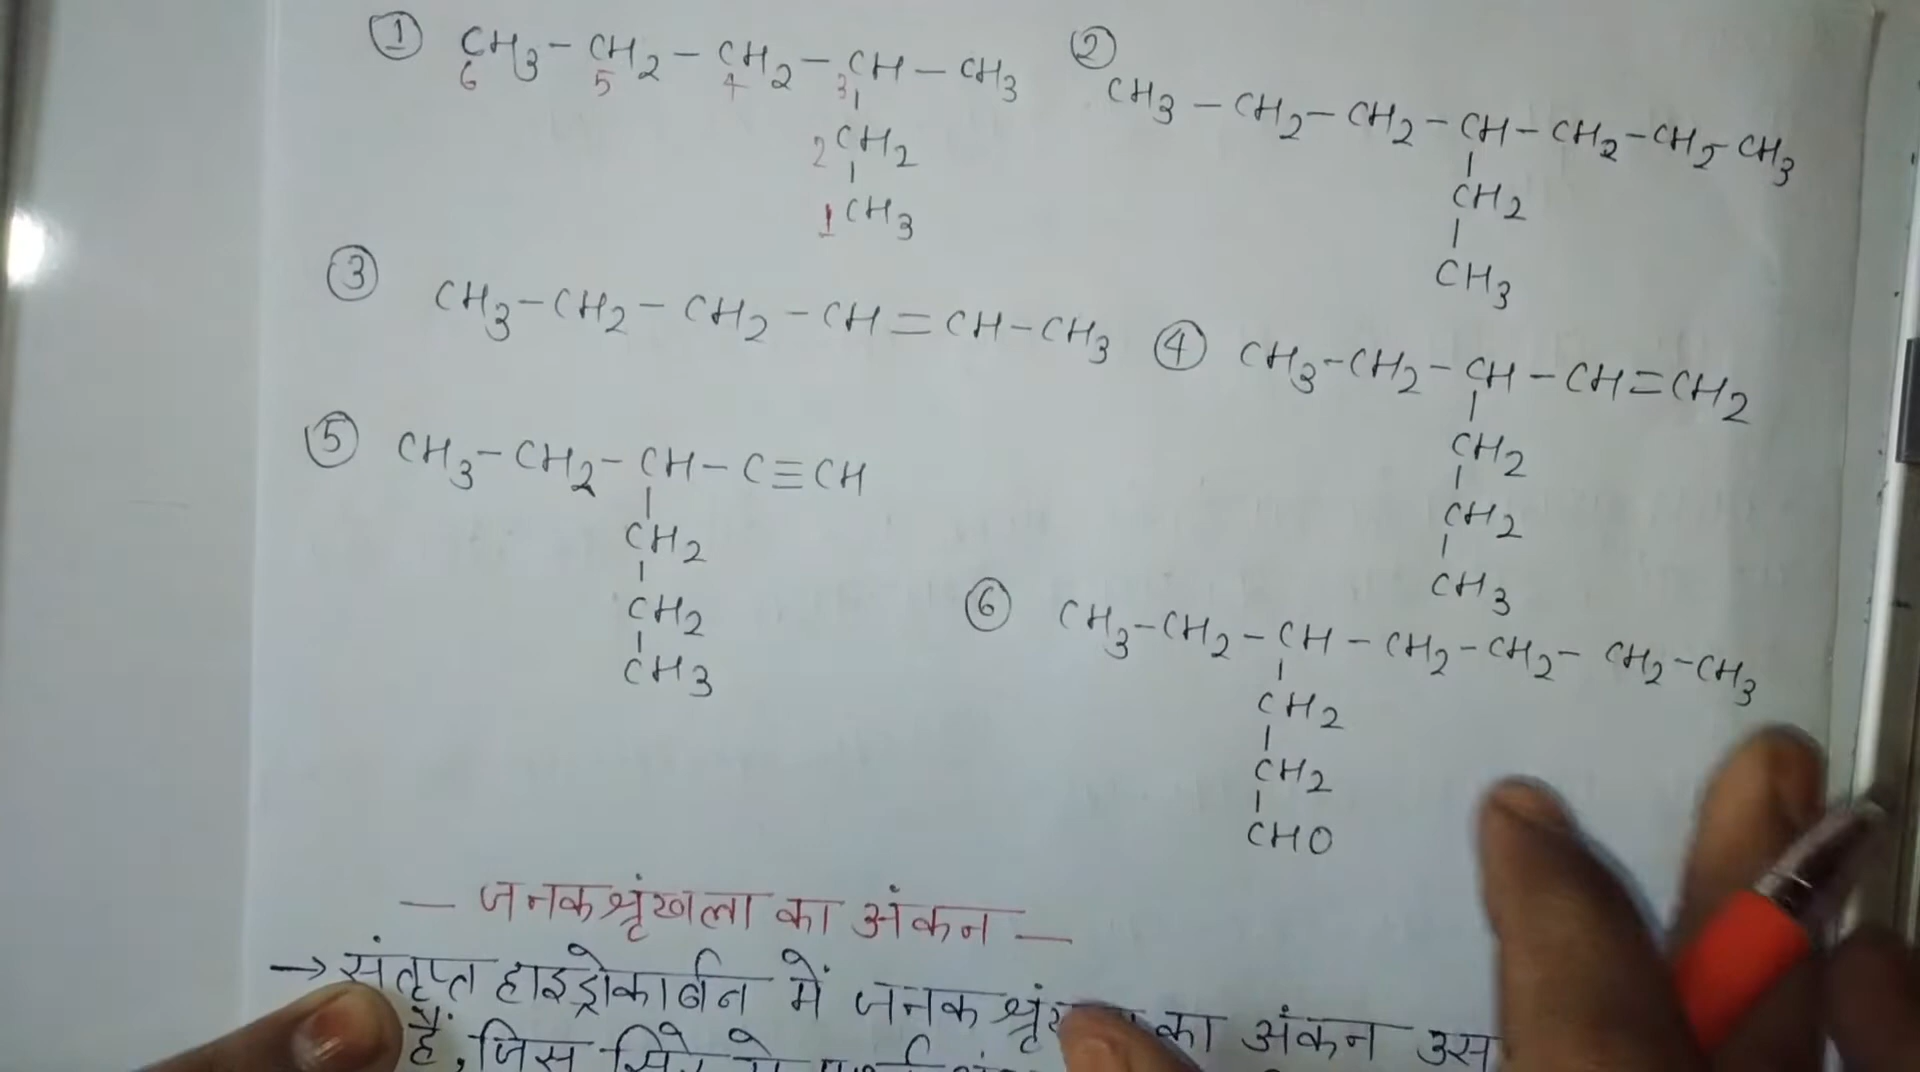 ① CH3-CH2-CH2-CH-CH3
6 5 4 3
2 CH2
1 CH3
② CH3-CH2-CH2-CH-CH2-CH2-CH3
CH2
CH3
③ CH3-CH2-CH2-CH=CH-CH3
④ CH3-CH2-CH-CH=CH2
CH2
CH2
CH3
⑤ CH3-CH2-CH-C≡CH
CH2
CH2
CH3
⑥ CH3-CH2-CH-CH2-CH2-CH2-CH3
CH2
CH2
CHO
— जनक श्रृंखला का अंकन —
→ संतृप्त हाइड्रोकार्बन में जनक का अंकन उस
हैं, जिस सिरे से